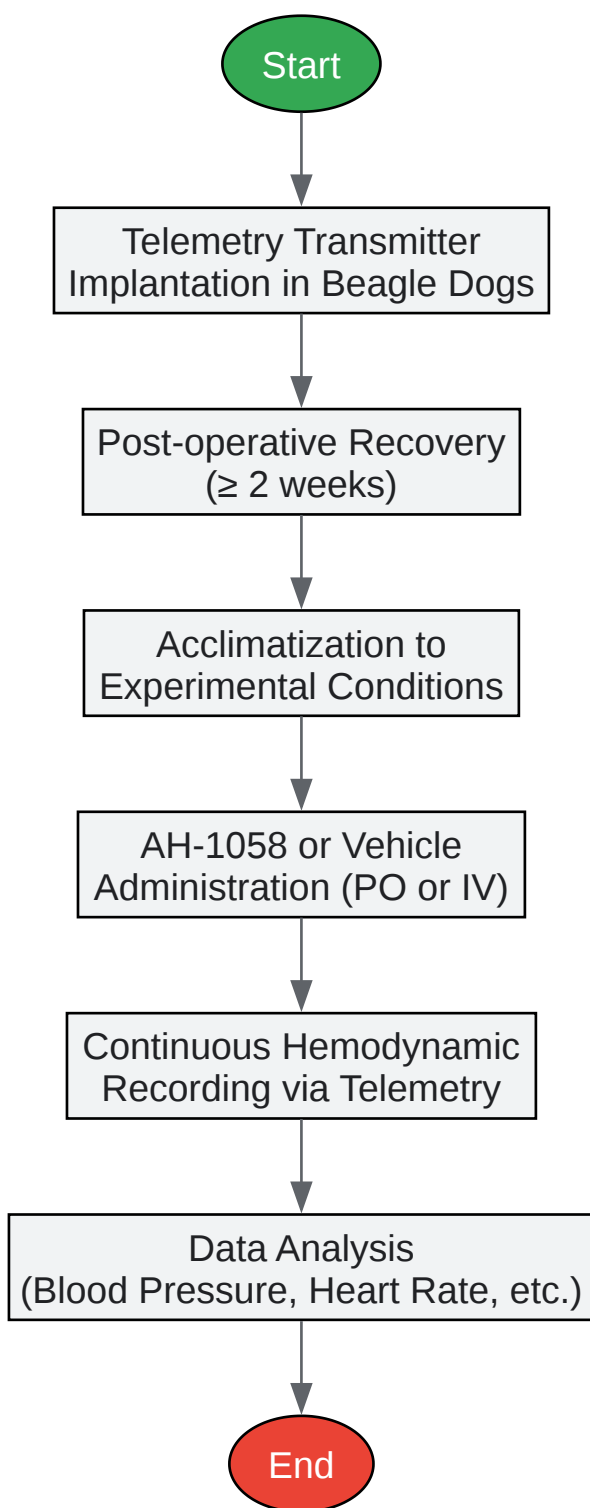 Start
Telemetry Transmitter
Implantation in Beagle Dogs
Post-operative Recovery
(≥ 2 weeks)
Acclimatization to
Experimental Conditions
AH-1058 or Vehicle
Administration (PO or IV)
Continuous Hemodynamic
Recording via Telemetry
Data Analysis
(Blood Pressure, Heart Rate, etc.)
End